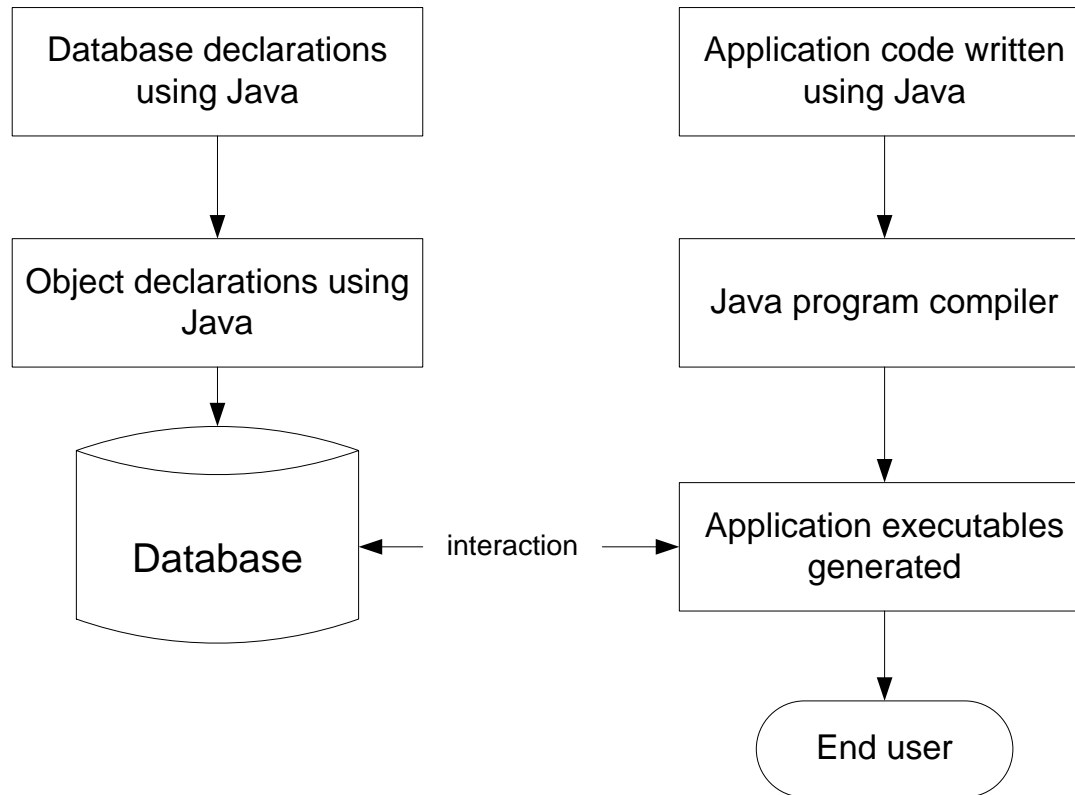 Database declarations
using Java
Application code written
using Java
Object declarations using
Java
Java program compiler
Database
interaction
Application executables
generated
End user